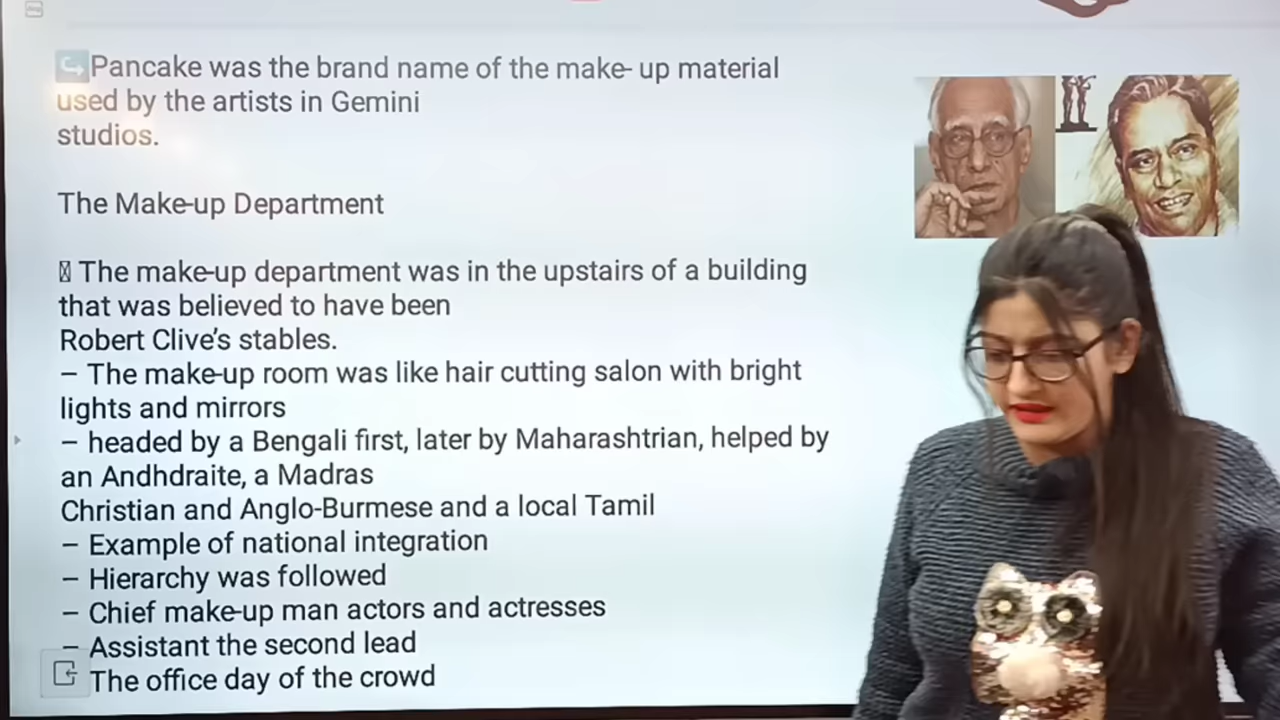 Pancake was the brand name of the make- up material
used by the artists in Gemini
studios.
The Make-up Department
The make-up department was in the upstairs of a building
that was believed to have been
Robert Clive's stables.
– The make-up room was like hair cutting salon with bright
lights and mirrors
– headed by a Bengali first, later by Maharashtrian, helped by
an Andhdraite, a Madras
Christian and Anglo-Burmese and a local Tamil
– Example of national integration
– Hierarchy was followed
– Chief make-up man actors and actresses
– Assistant the second lead
The office day of the crowd